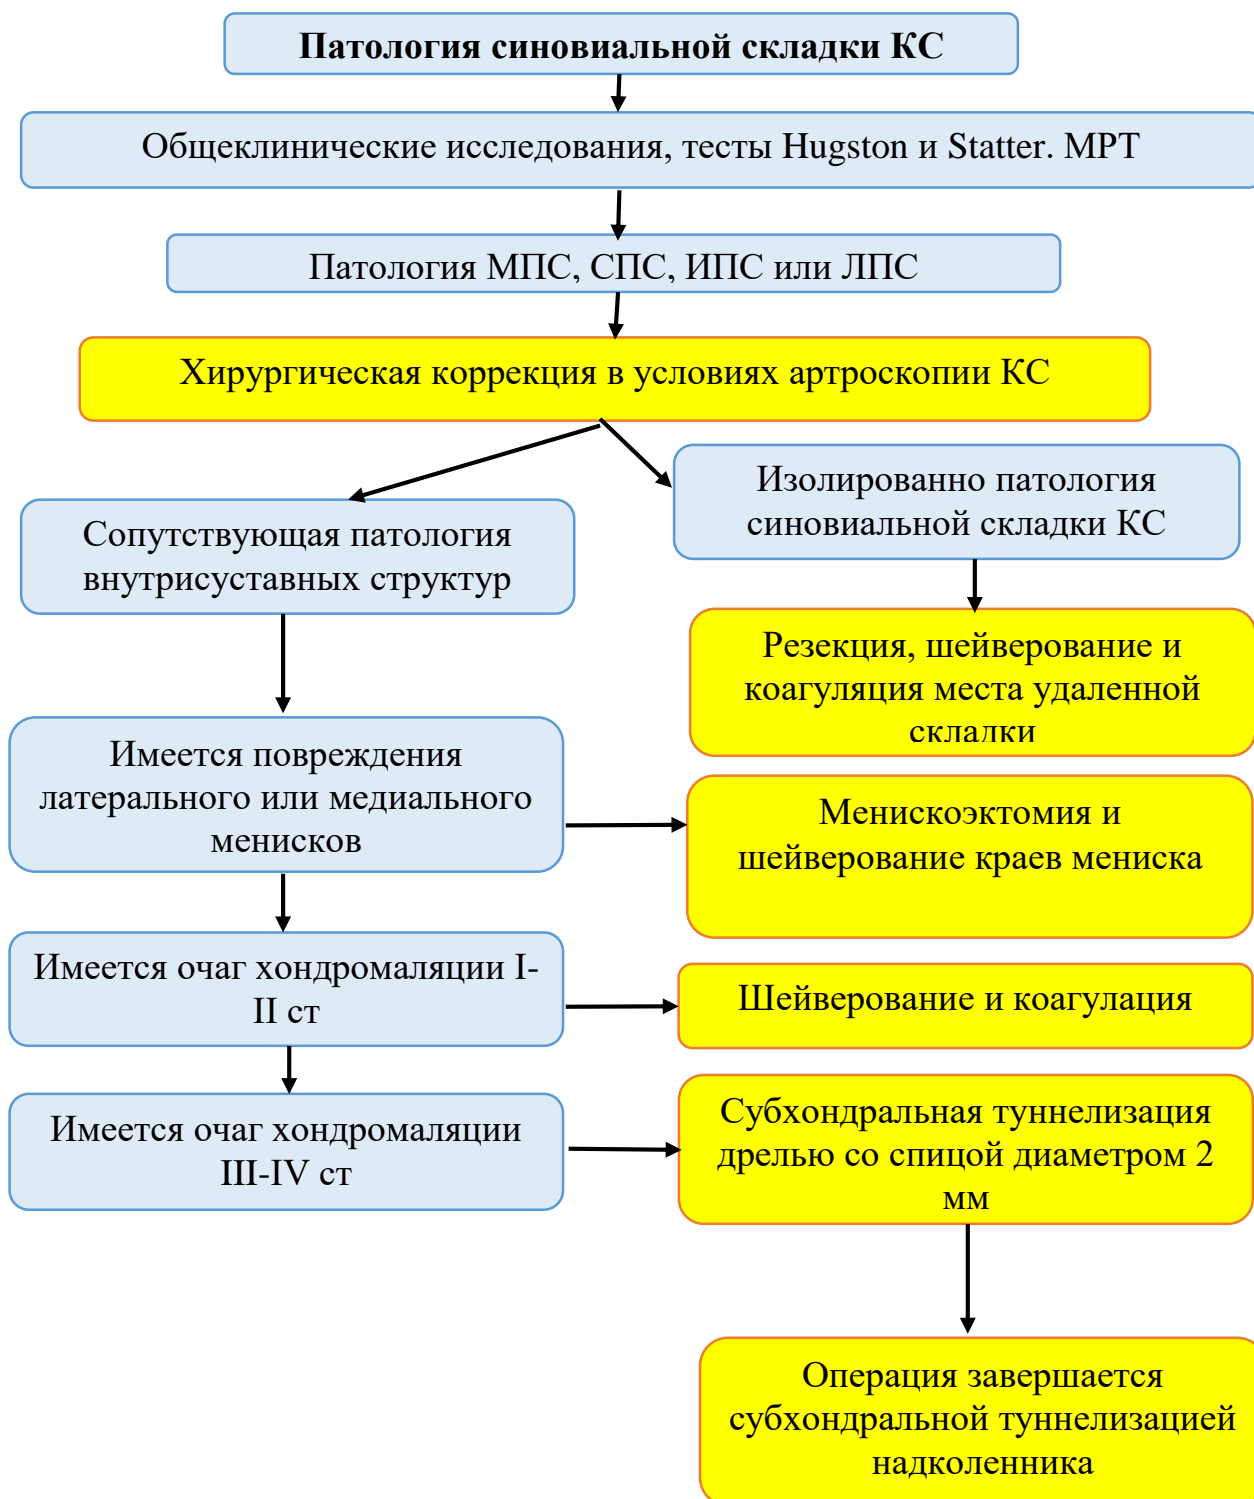 Патология синовиальной складки КС
Общеклинические исследования, тесты Hugston и Statter. МРТ
Патология МПС, СПС, ИПС или ЛПС
Хирургическая коррекция в условиях артроскопии КС
Изолированно патология
синовиальной складки КС
Сопутствующая патология
внутрисуставных структур
Резекция, шейверование и
коагуляция места удаленной
складки
Имеется повреждения
латерального или медиального
менисков
Менискоэктомия и
шейверование краев мениска
Имеется очаг хондромаляции I-
II ст
Шейверование и коагулация
Имеется очаг хондромаляции
III-IV ст
Субхондральная туннелизация
дрелью со спицой диаметром 2
мм
Операция завершается
субхондральной туннелизацией
надколенника